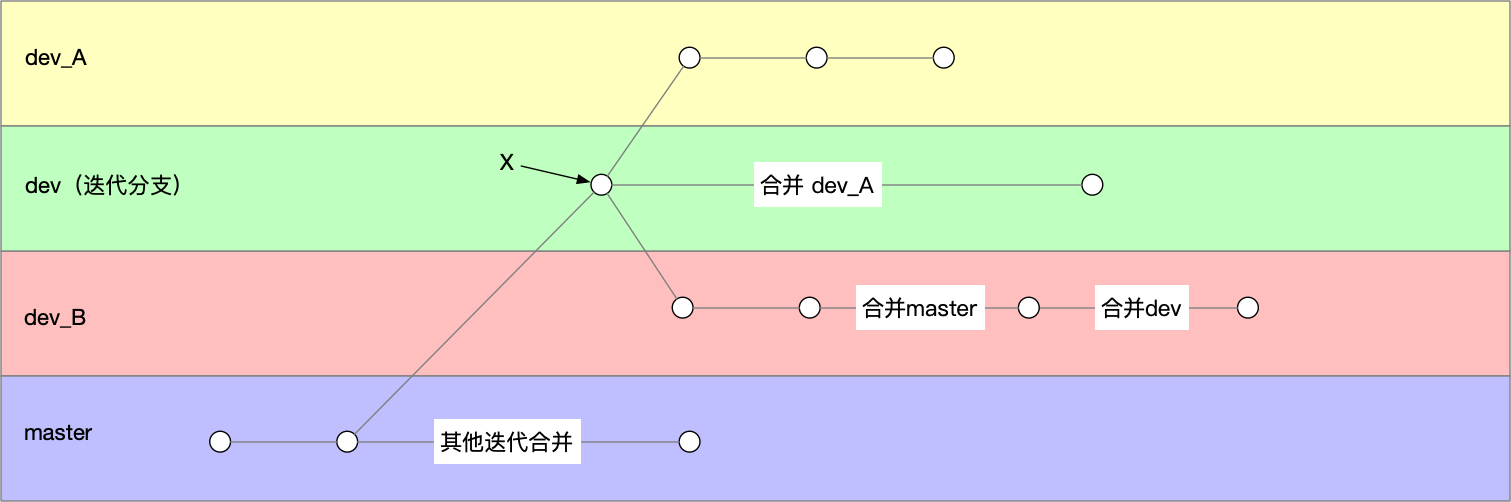 dev_A
X
dev（迭代分支）
合并 dev_A
dev_B
合并master
合并dev
master
其他迭代合并